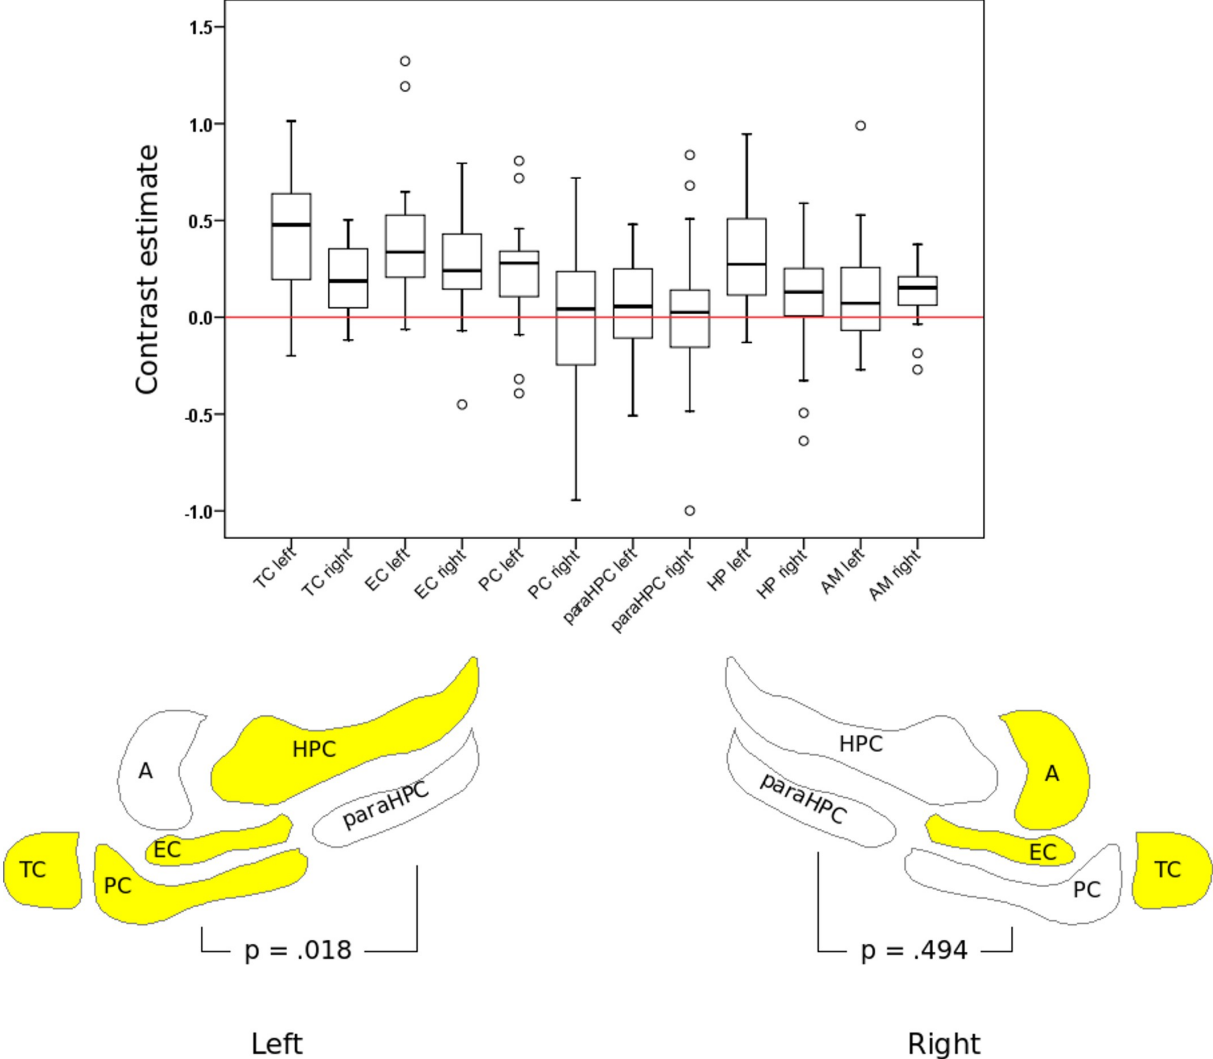 1.5
1.0
0.5
0.0
-0.5
-1.0
Contrast estimate
TC left
TC right
EC left
EC right
PC left
PC right
paraHPC left
paraHPC right
HP left
HP right
AM left
AM right
HPC
A
paraHPC
EC
TC
PC
p = .018
Left
HPC
A
paraHPC
EC
TC
PC
p = .494
Right